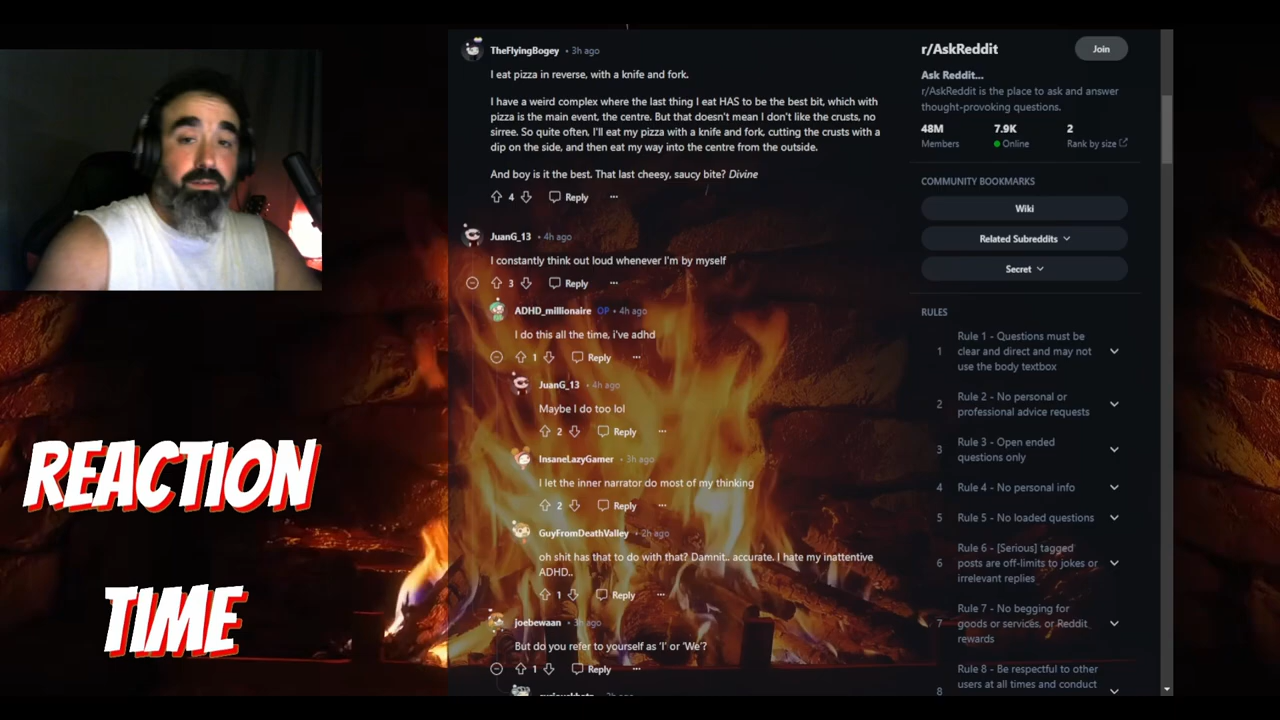 TheFlyingBogey • 3h ago
I eat pizza in reverse, with a knife and fork.
I have a weird complex where the last thing I eat HAS to be the best bit, which with
pizza is the main event, the centre. But that doesn't mean I don't like the crusts, no
sirree. So quite often, I'll eat my pizza with a knife and fork, cutting the crusts with a
dip on the side, and then eat my way into the centre from the outside.
And boy is it the best. That last cheesy, saucy bite? Divine
4 Reply ...
JuanG_13 • 4h ago
I constantly think out loud whenever I'm by myself
3 Reply ...
ADHD_millionaire OP • 4h ago
I do this all the time, i've adhd
1 Reply ...
JuanG_13 • 4h ago
Maybe I do too lol
2 Reply ...
InsaneLazyGamer • 3h ago
I let the inner narrator do most of my thinking
2 Reply ...
GuyFromDeathValley • 2h ago
oh shit has that to do with that? Damnit.. accurate. I hate my inattentive
ADHD..
1 Reply ...
joebewaan • 3h ago
But do you refer to yourself as 'I' or 'We'?
1 Reply ...
r/AskReddit
Join
Ask Reddit...
r/AskReddit is the place to ask and answer
thought-provoking questions.
48M 7.9K 2
Members Online Rank by size
COMMUNITY BOOKMARKS
Wiki
Related Subreddits
Secret
RULES
1 Rule 1 - Questions must be
clear and direct and may not
use the body textbox
2 Rule 2 - No personal or
professional advice requests
3 Rule 3 - Open ended
questions only
4 Rule 4 - No personal info
5 Rule 5 - No loaded questions
6 Rule 6 - [Serious] tagged
posts are off-limits to jokes or
irrelevant replies
7 Rule 7 - No begging for
goods or services, or Reddit
rewards
8 Rule 8 - Be respectful to other
users at all times and conduct
REACTION
TIME